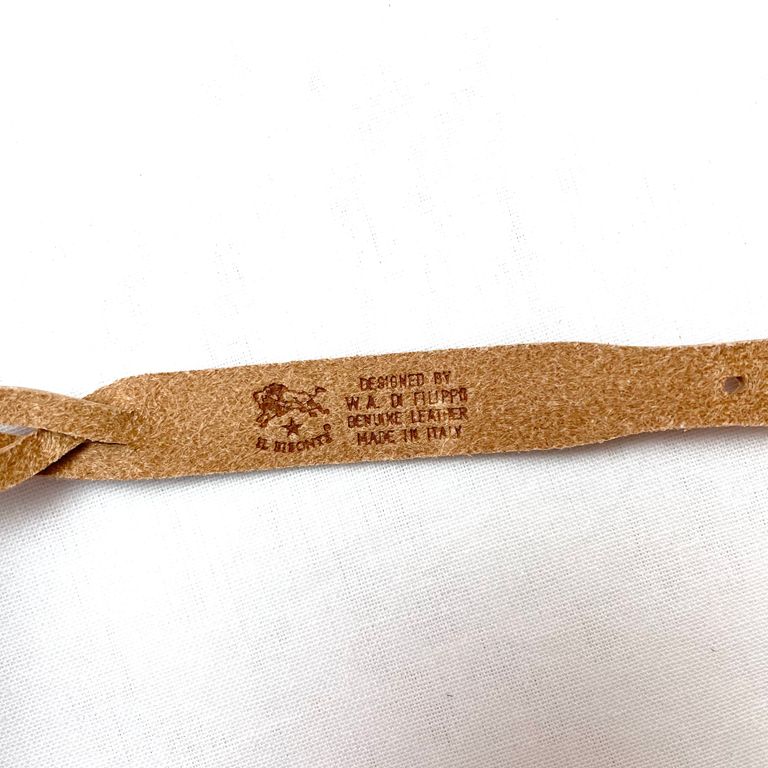 IL BISONTE®
DESIGNED BY
W.A. DI FILIPPO
GENUINE LEATHER
MADE IN ITALY